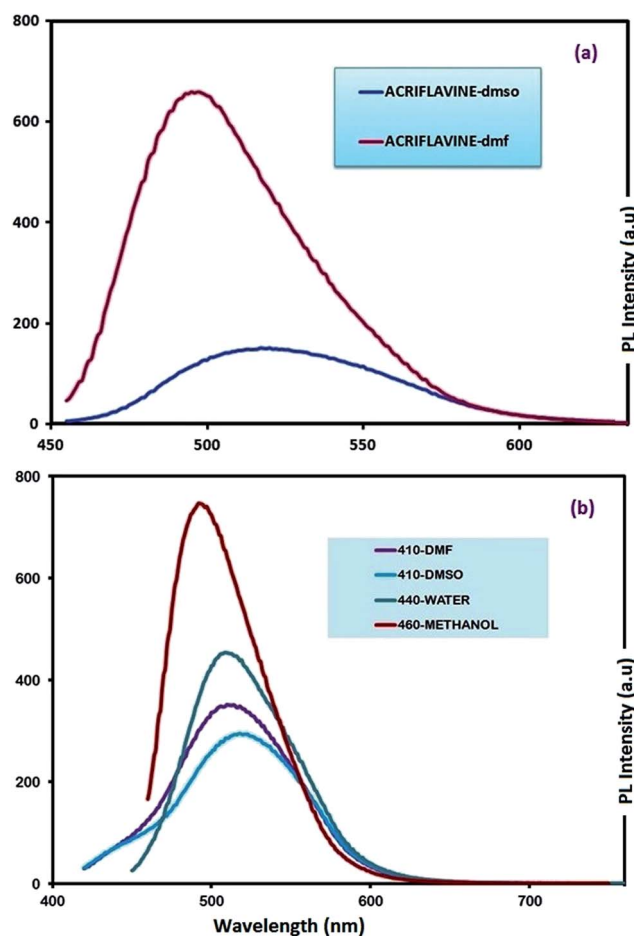 800
(a)
ACRIFLAVINE-dmso
ACRIFLAVINE-dmf
600
400
200
0
450
500
550
600
PL Intensity (a.u)
800
(b)
410-DMF
410-DMSO
440-WATER
460-METHANOL
600
400
200
0
400
500
600
700
PL Intensity (a.u)
Wavelength (nm)